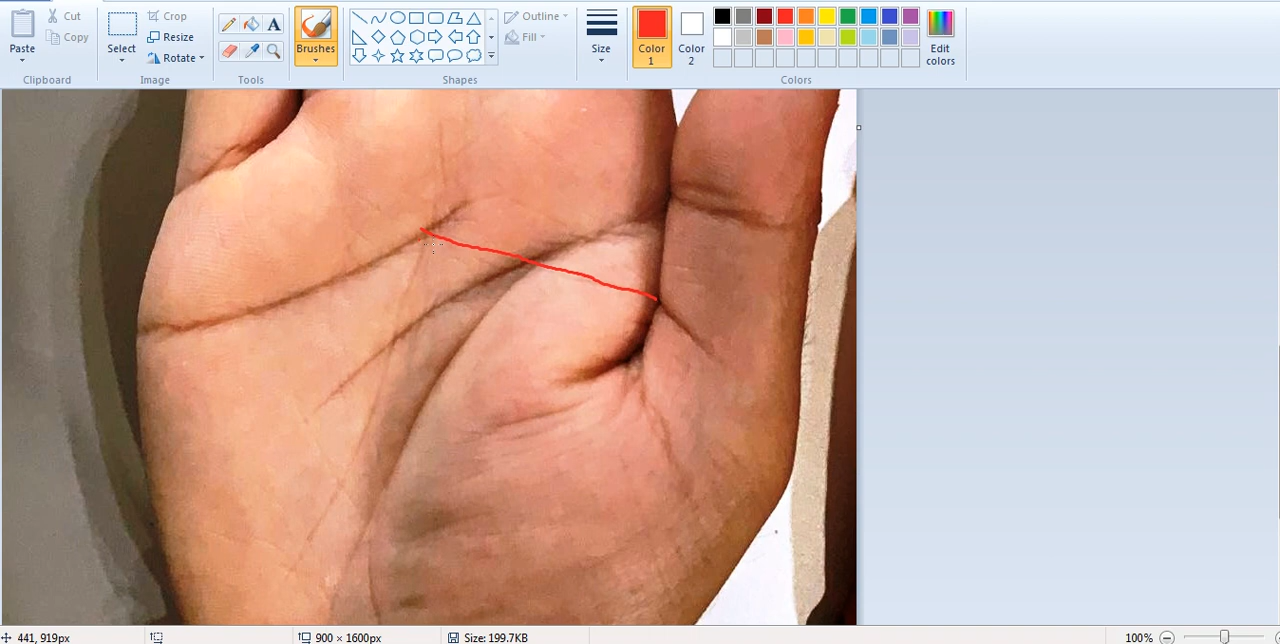 Paste
Cut
Copy
Clipboard
Select
Crop
Resize
Rotate
Image
A
Tools
Brushes
Outline
Fill
Shapes
Size
Color 1
Color 2
Edit colors
Colors
441, 919px
900 × 1600px
Size: 199.7KB
100%